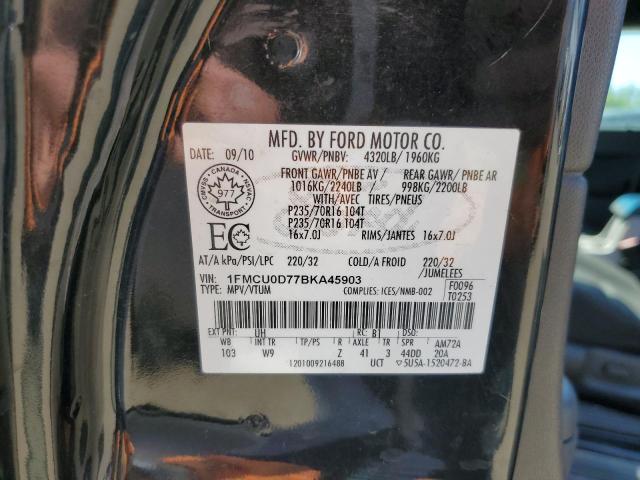 MFD. BY FORD MOTOR CO.
DATE: 09/10 GVWR/PNBV: 4320LB/ 1960KG
FRONT GAWR/PNBE AV REAR GAWR/ PNBE AR
1016KG/2240LB 998KG/2200LB
WITH/AVEC TIRES/PNEUS
P235/70R16 104T
P235/70R16 104T
16x7.0J RIMS/JANTES 16x7.0J
CANADA
977
TRANSPORT
AT/A kPa/PSI/LPC 220/32 COLD/A FROID 220/32
/JUMELEES
VIN: 1FMCU0D77BKA45903
TYPE: MPV/VTUM COMPLIES: ICES/NMB-002
F0096
T0253
EXT PNT: UH RC: B1 DSO:
WB INT TR TP/PS R AXLE TR SPR AM72A
103 W9 Z 41 3 44DD 20A
1201009216488 UCT 5U5A-1520472-BA